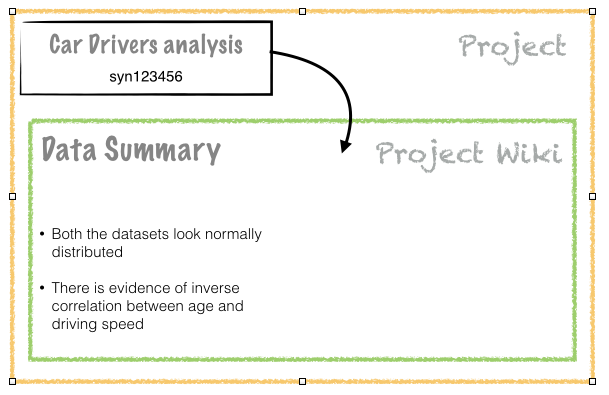 Car Drivers analysis
Project
syn123456
Data Summary
Project Wiki
• Both the datasets look normally
distributed
• There is evidence of inverse
correlation between age and
driving speed